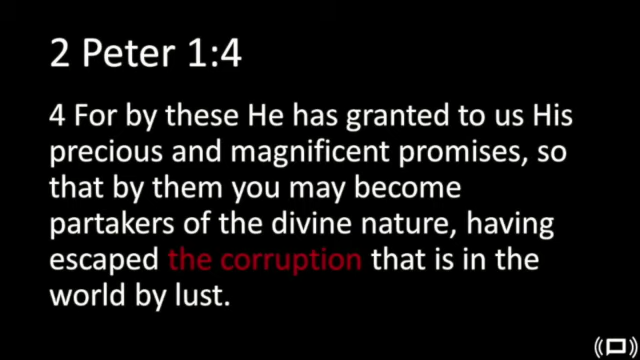 2 Peter 1:4
4 For by these He has granted to us His
precious and magnificent promises, so
that by them you may become
partakers of the divine nature, having
escaped the corruption that is in the
world by lust.